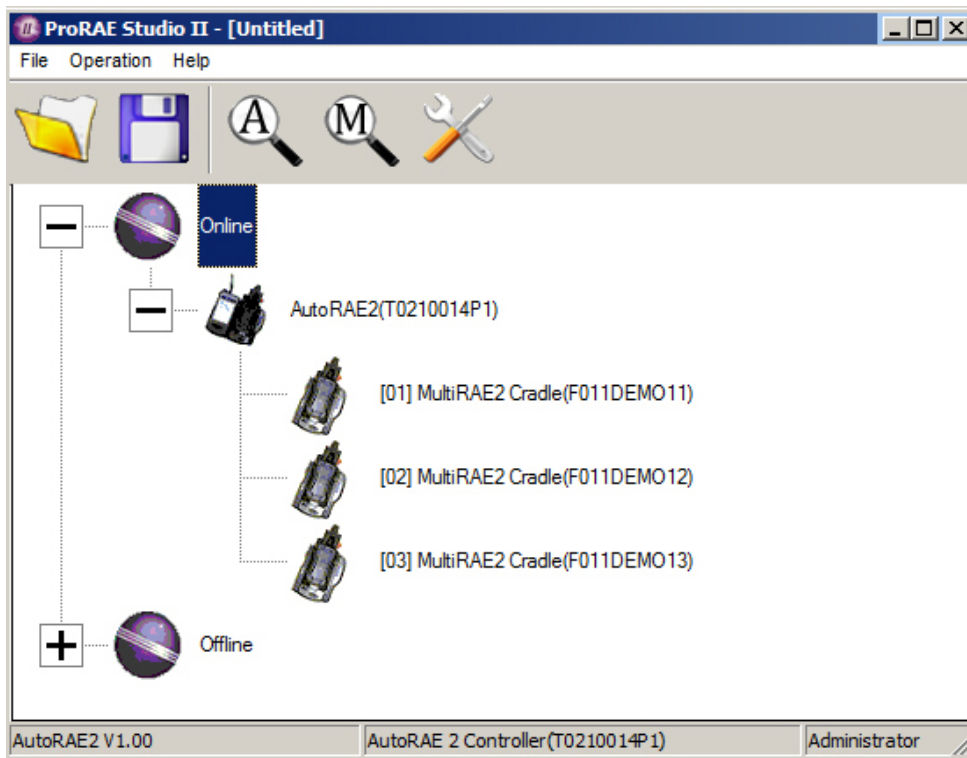 ProRAE Studio II - [Untitled]
File Operation Help
A M
Online
AutoRAE2(T0210014P1)
[01] MultiRAE2 Cradle(F011DEMO11)
[02] MultiRAE2 Cradle(F011DEMO12)
[03] MultiRAE2 Cradle(F011DEMO13)
Offline
AutoRAE2 V1.00 AutoRAE 2 Controller(T0210014P1) Administrator